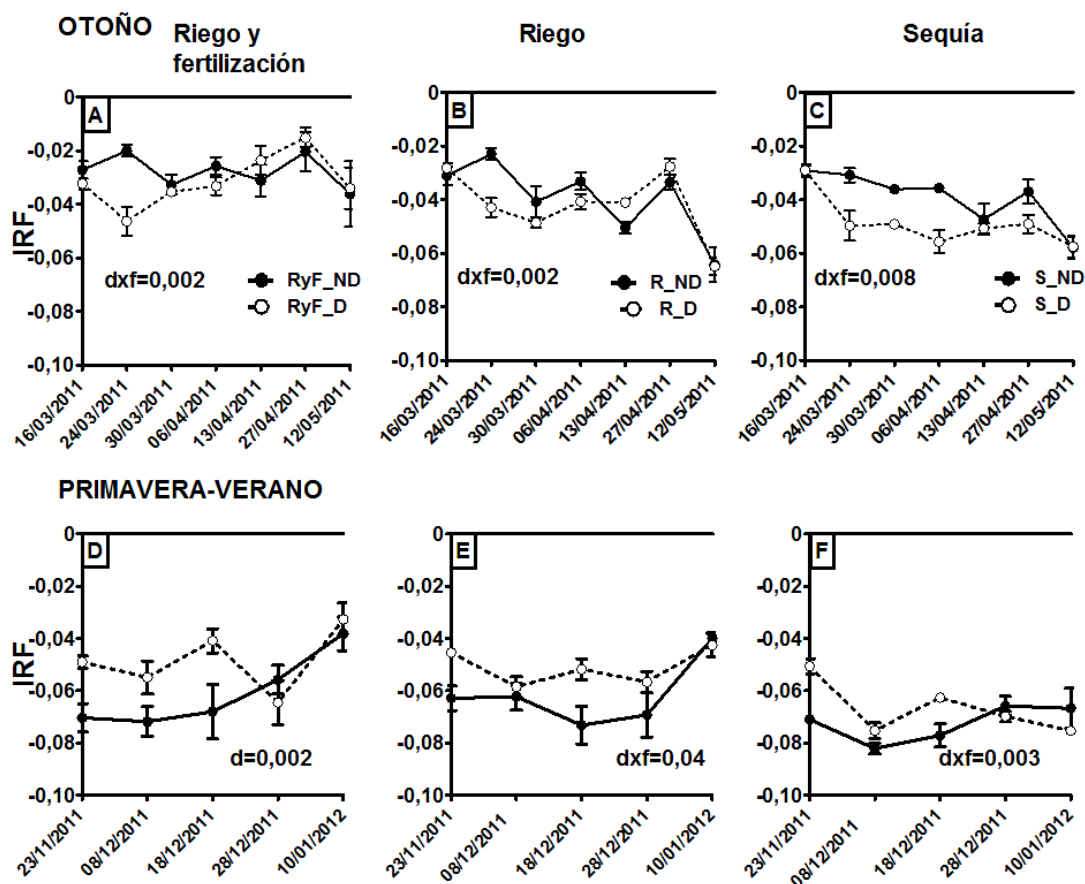 OTOÑO
Riego y
fertilización
Riego
Sequía
IRF
A
0
-0,02
-0,04
-0,06
-0,08
-0,10
dxf=0,002
RyF_ND
RyF_D
16/03/2011
24/03/2011
30/03/2011
06/04/2011
13/04/2011
27/04/2011
12/05/2011
B
0
-0,02
-0,04
-0,06
-0,08
-0,10
dxf=0,002
R_ND
R_D
16/03/2011
24/03/2011
30/03/2011
06/04/2011
13/04/2011
27/04/2011
12/05/2011
C
0
-0,02
-0,04
-0,06
-0,08
-0,10
dxf=0,008
S_ND
S_D
16/03/2011
24/03/2011
30/03/2011
06/04/2011
13/04/2011
27/04/2011
12/05/2011
PRIMAVERA-VERANO
IRF
D
0
-0,02
-0,04
-0,06
-0,08
-0,10
d=0,002
23/11/2011
08/12/2011
18/12/2011
28/12/2011
10/01/2012
E
0
-0,02
-0,04
-0,06
-0,08
-0,10
dxf=0,04
23/11/2011
08/12/2011
18/12/2011
28/12/2011
10/01/2012
F
0
-0,02
-0,04
-0,06
-0,08
-0,10
dxf=0,003
23/11/2011
08/12/2011
18/12/2011
28/12/2011
10/01/2012